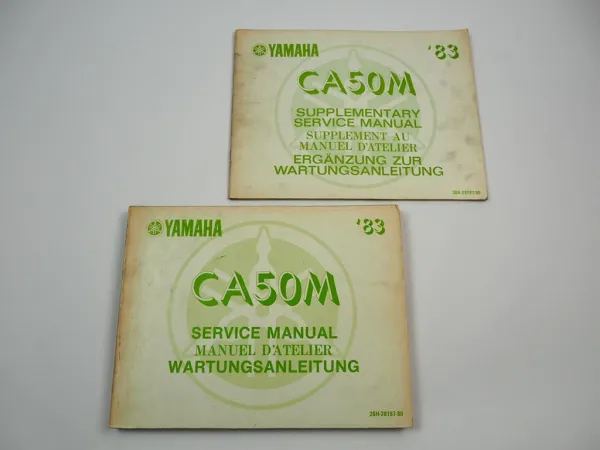 YAMAHA '83
CA50M
SUPPLEMENTARY
SERVICE MANUAL
SUPPLEMENT AU
MANUEL D'ATELIER
ERGÄNZUNG ZUR
WARTUNGSANLEITUNG
YAMAHA '83
CA50M
SERVICE MANUAL
MANUEL D'ATELIER
WARTUNGSANLEITUNG